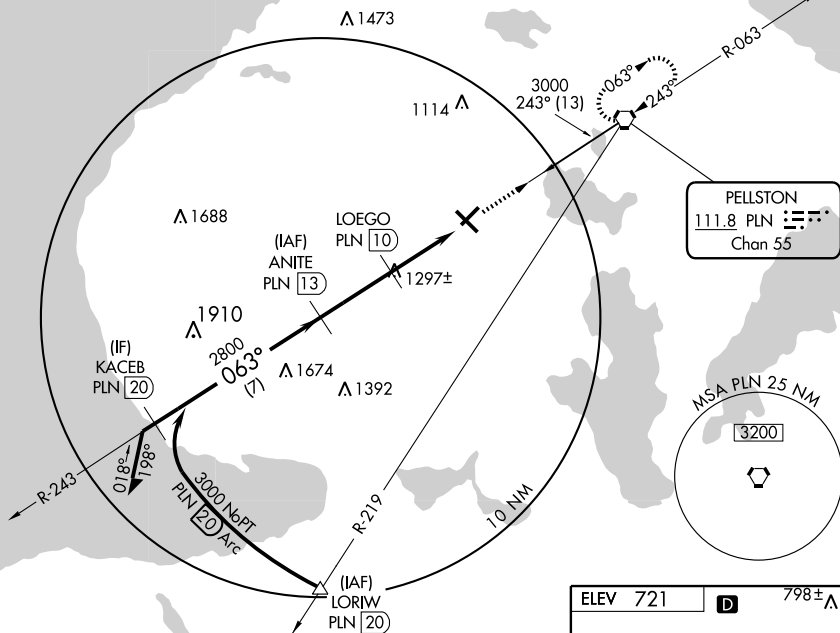 1473
R-063
063°
243°
3000
243° (13)
1114
PELLSTON
111.8 PLN
Chan 55
1688
LOEGO
PLN 10
(IAF)
ANITE
PLN 13
1297±
1910
(IF)
KACEB
PLN 20
2800
063°
(7)
1674
1392
MSA PLN 25 NM
3200
018°
198°
R-243
3000 NoPT
PLN 20 Arc
R-219
10 NM
(IAF)
LORIW
PLN 20
ELEV 721
D
798±